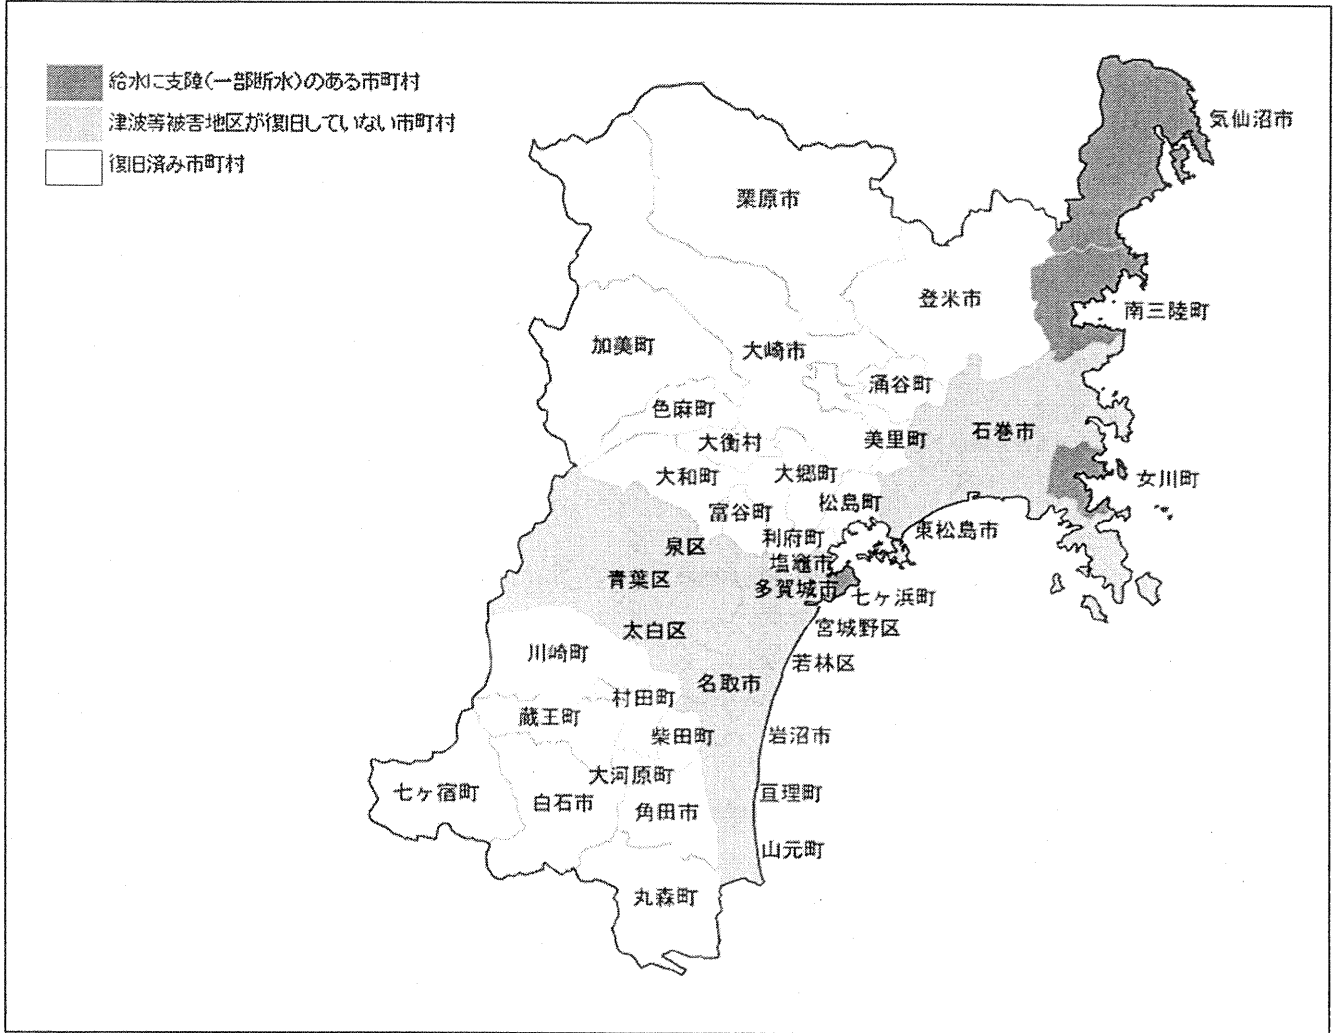 給水に支障(一部断水)のある市町村
津波等被害地区が復旧していない市町村
復旧済み市町村
気仙沼市
栗原市
登米市
南三陸町
加美町
大崎市
涌谷町
色麻町
大衡村
美里町
石巻市
大和町
大郷町
女川町
富谷町
松島町
利府町
東松島市
泉区
塩竈市
青葉区
多賀城市
七ヶ浜町
太白区
宮城野区
川崎町
若林区
名取市
村田町
蔵王町
柴田町
岩沼市
大河原町
七ヶ宿町
白石市
角田市
亘理町
山元町
丸森町